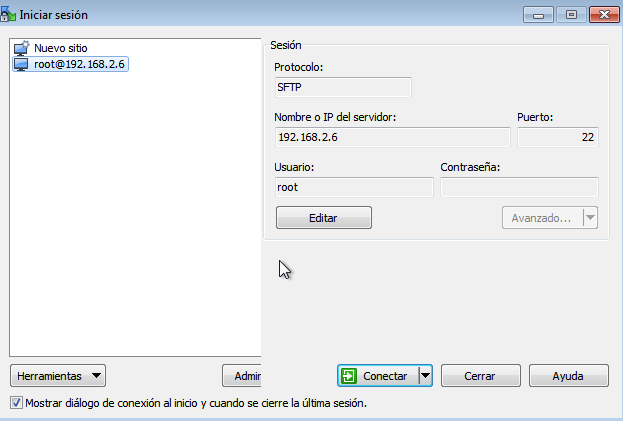 Iniciar sesión
Nuevo sitio
root@192.168.2.6
Sesión
Protocolo:
SFTP
Nombre o IP del servidor:
Puerto:
192.168.2.6
22
Usuario:
Contraseña:
root
Editar
Avanzado...
Herramientas
Admin
Conectar
Cerrar
Ayuda
Mostrar diálogo de conexión al inicio y cuando se cierre la última sesión.